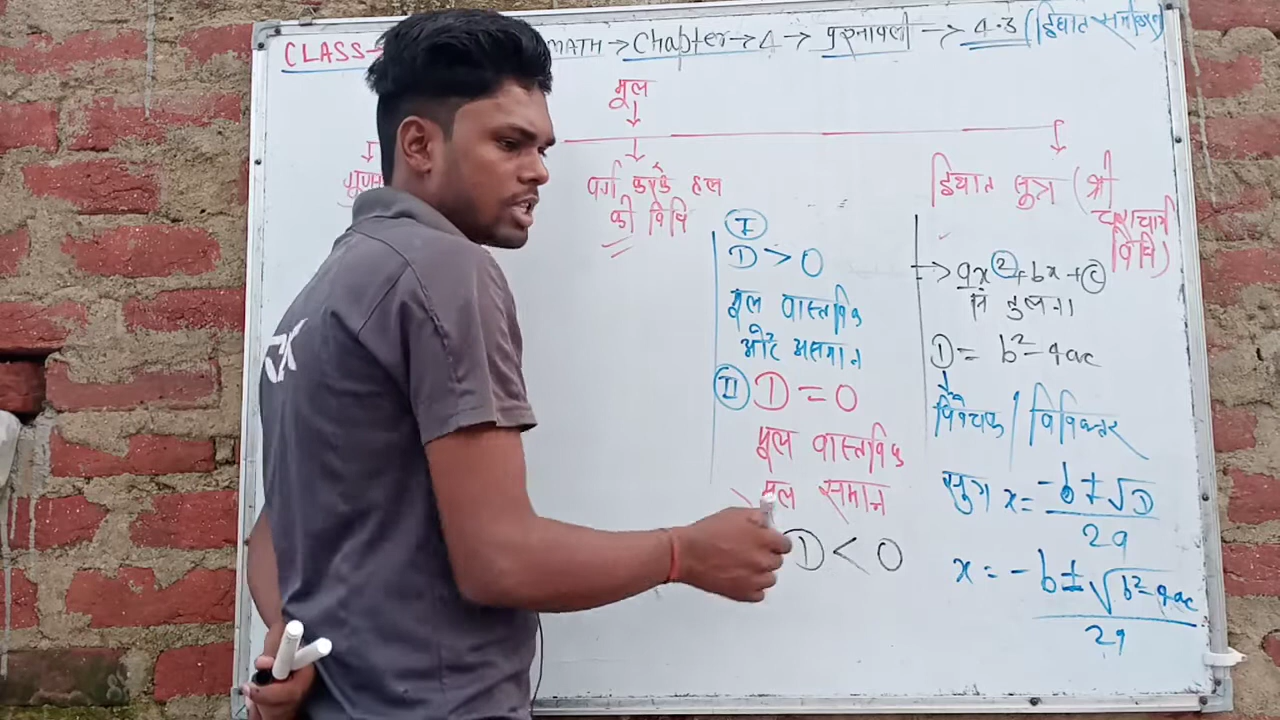 CLASS- MATH → Chapter → 4 → प्रश्नावली → 4.3 (द्विघात समीकरण)
मूल
वर्ग करके हल
की विधि
द्विघात सूत्र (श्री
विधि)
I
D > 0
मूल वास्तविक
और असमान
II D = 0
मूल वास्तविक
मूल समान
D < 0
→ ax²+bx+c
से तुलना
D = b²-4ac
विवेचक / विविक्तकर
सूत्र x = -b±√D
2a
x = -b±√b²-4ac
2a